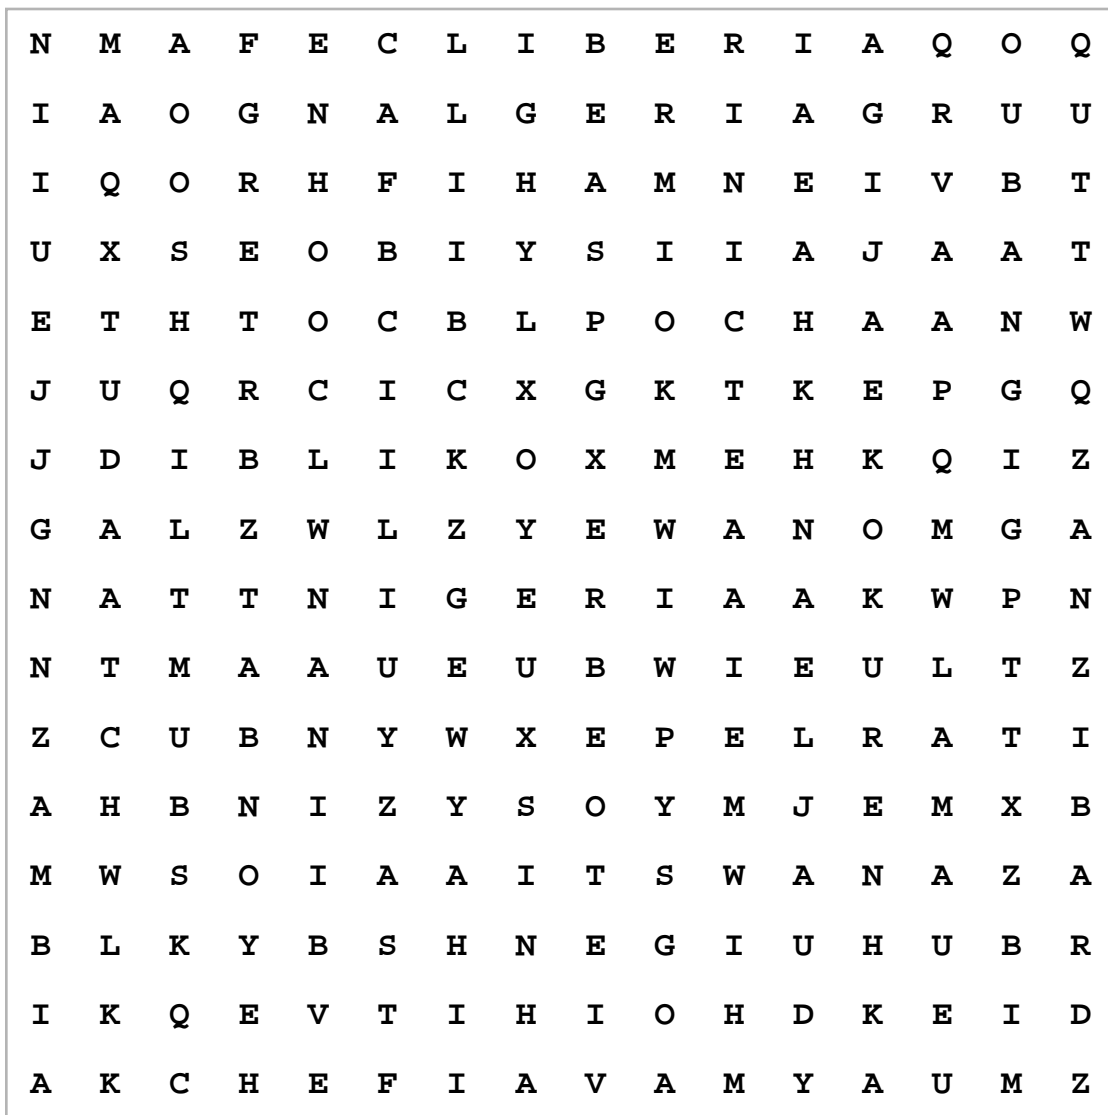 N M A F E C L I B E R I A Q O Q
I A O G N A L G E R I A G R U U
I Q O R H F I H A M N E I V B T
U X S E O B I Y S I I A J A A T
E T H T O C B L P O C H A A N W
J U Q R C I C X G K T K E P G Q
J D I B L I K O X M E H K Q I Z
G A L Z W L Z Y E W A N O M G A
N A T T N I G E R I A A K W P N
N T M A A U E U B W I E U L T Z
Z C U B N Y W X E P E L R A T I
A H B N I Z Y S O Y M J E M X B
M W S O I A A I T S W A N A Z A
B L K Y B S H N E G I U H U B R
I K Q E V T I H I O H D K E I D
A K C H E F I A V A M Y A U M Z